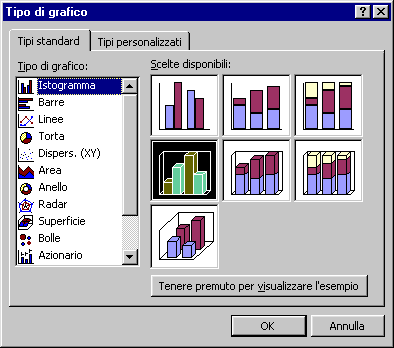 Tipo di grafico
Tipi standard
Tipi personalizzati
Tipo di grafico:
Istogramma
Barre
Linee
Torta
Dispers. (XY)
Area
Anello
Radar
Superficie
Bolle
Azionario
Scelte disponibili:
Tenere premuto per visualizzare l'esempio
OK
Annulla